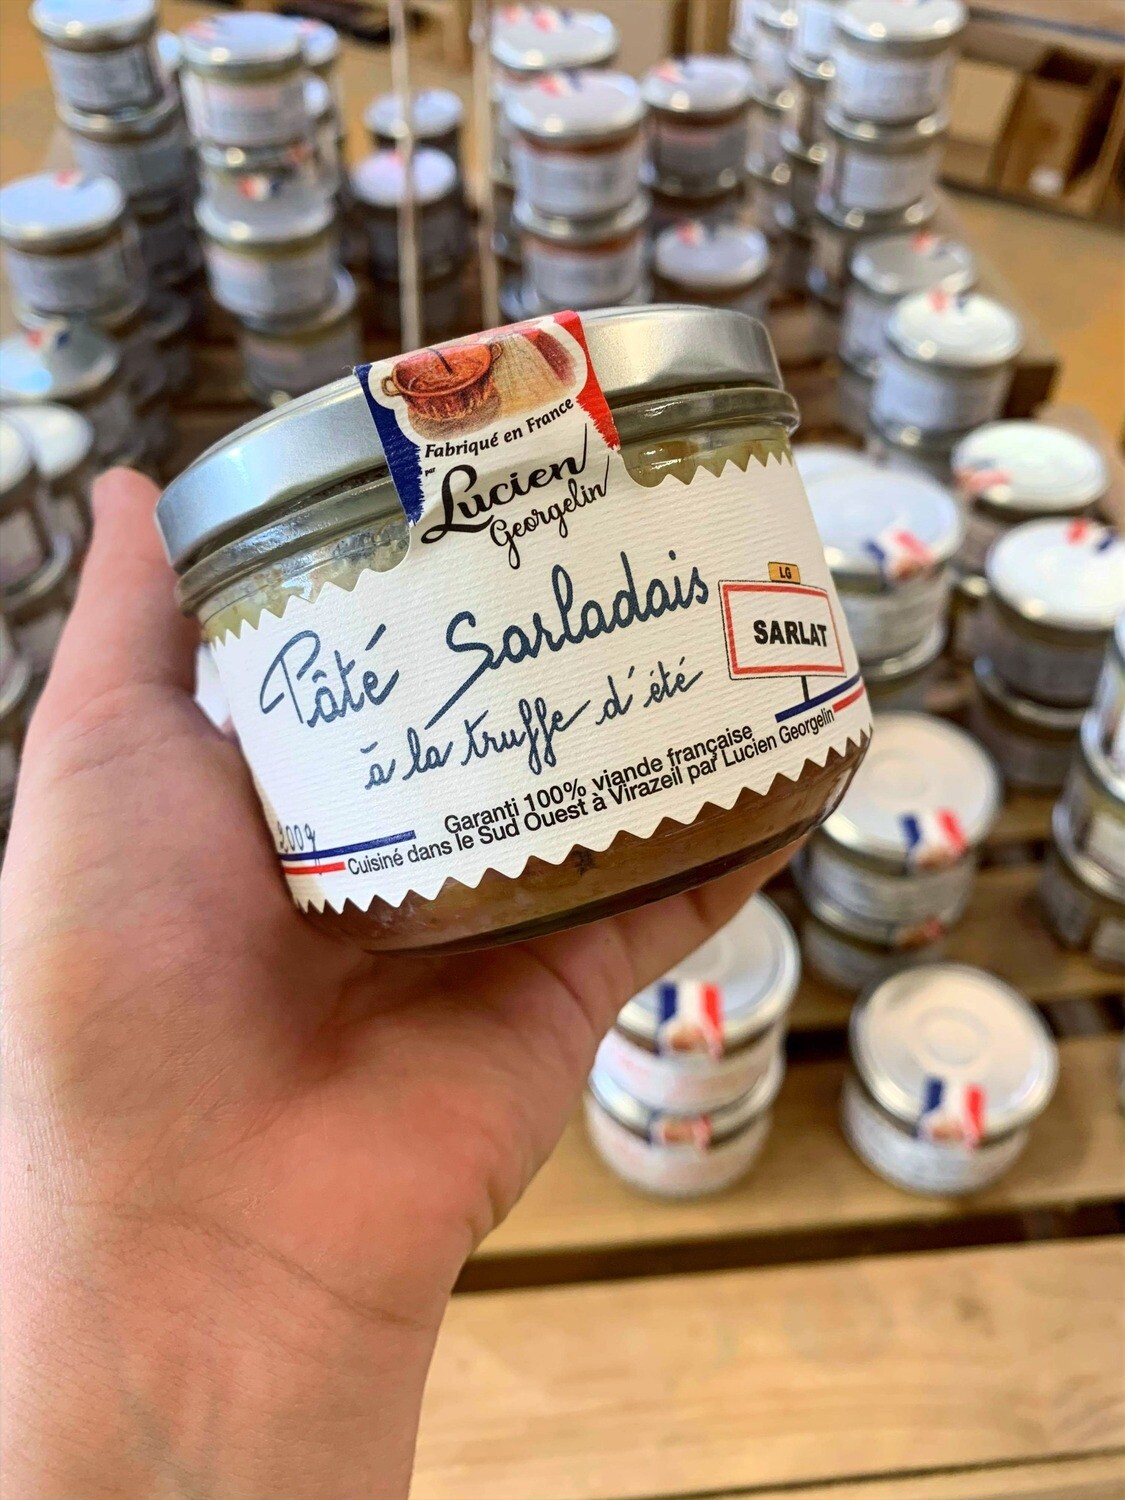 Fabriqué en France
par
Lucien
Georgelin
Pâté Sarladais
à la truffe d'été
LG
SARLAT
Garanti 100% viande française
Cuisiné dans le Sud Ouest à Virazeil par Lucien Georgelin
200g